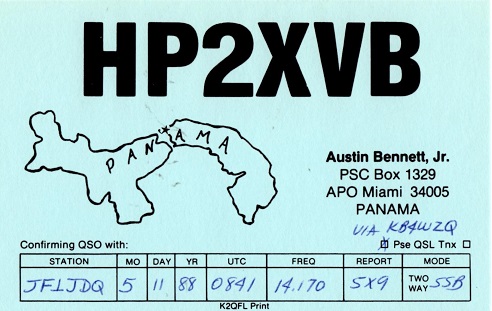 HP2XVB
PANAMA
Austin Bennett, Jr.
PSC Box 1329
APO Miami 34005
PANAMA
VIA KB4WZQ
Confirming QSO with: Pse QSL Tnx
STATION MO DAY YR UTC FREQ REPORT MODE
JF1JDQ 5 11 88 0841 14.170 5X9 TWO WAY SSB
K2QFL Print